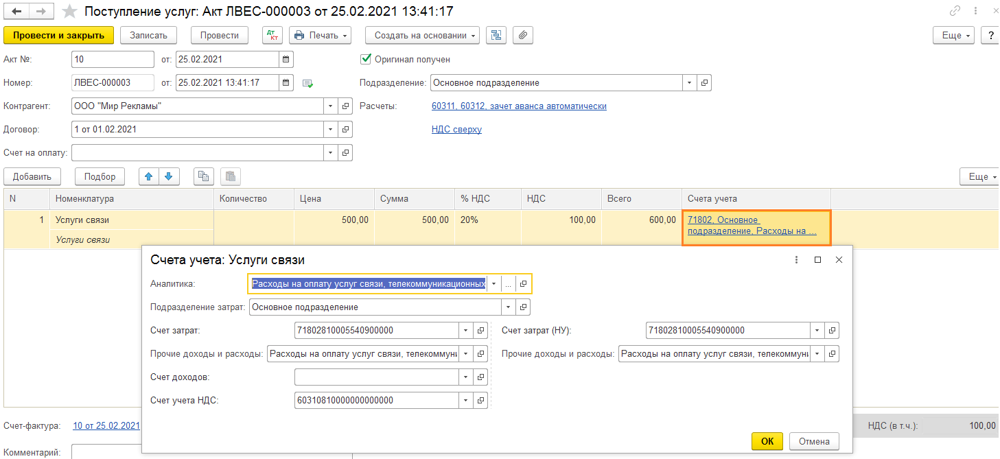 Поступление услуг: Акт ЛВЕС-000003 от 25.02.2021 13:41:17
Провести и закрыть Записать Провести Дт Кт Печать Создать на основании Еще ?
Акт №: 10 от: 25.02.2021 Оригинал получен
Номер: ЛВЕС-000003 от: 25.02.2021 13:41:17 Подразделение: Основное подразделение
Контрагент: ООО "Мир Рекламы" Расчеты: 60311, 60312, зачет аванса автоматически
Договор: 1 от 01.02.2021 НДС сверху
Счет на оплату:
Добавить Подбор Еще
N Номенклатура Количество Цена Сумма % НДС НДС Всего Счета учета
1 Услуги связи 500,00 500,00 20% 100,00 600,00 71802, Основное
подразделение, Расходы на ...
Услуги связи
Счета учета: Услуги связи
Аналитика: Расходы на оплату услуг связи, телекоммуникационных ...
Подразделение затрат: Основное подразделение
Счет затрат: 71802810005540900000 Счет затрат (НУ): 71802810005540900000
Прочие доходы и расходы: Расходы на оплату услуг связи, телекоммуни Прочие доходы и расходы: Расходы на оплату услуг связи, телекоммуни
Счет доходов:
Счет учета НДС: 60310810000000000000
Счет-фактура: 10 от 25.02.2021 НДС (в т.ч.): 100,00
ОК Отмена
Комментарий: